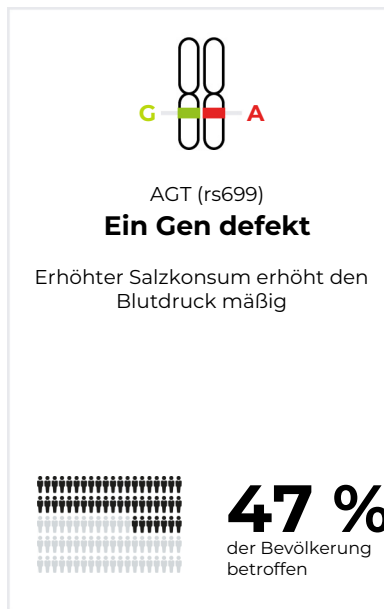 G A
AGT (rs699)
Ein Gen defekt
Erhöhter Salzkonsum erhöht den
Blutdruck mäßig
47 %
der Bevölkerung
betroffen